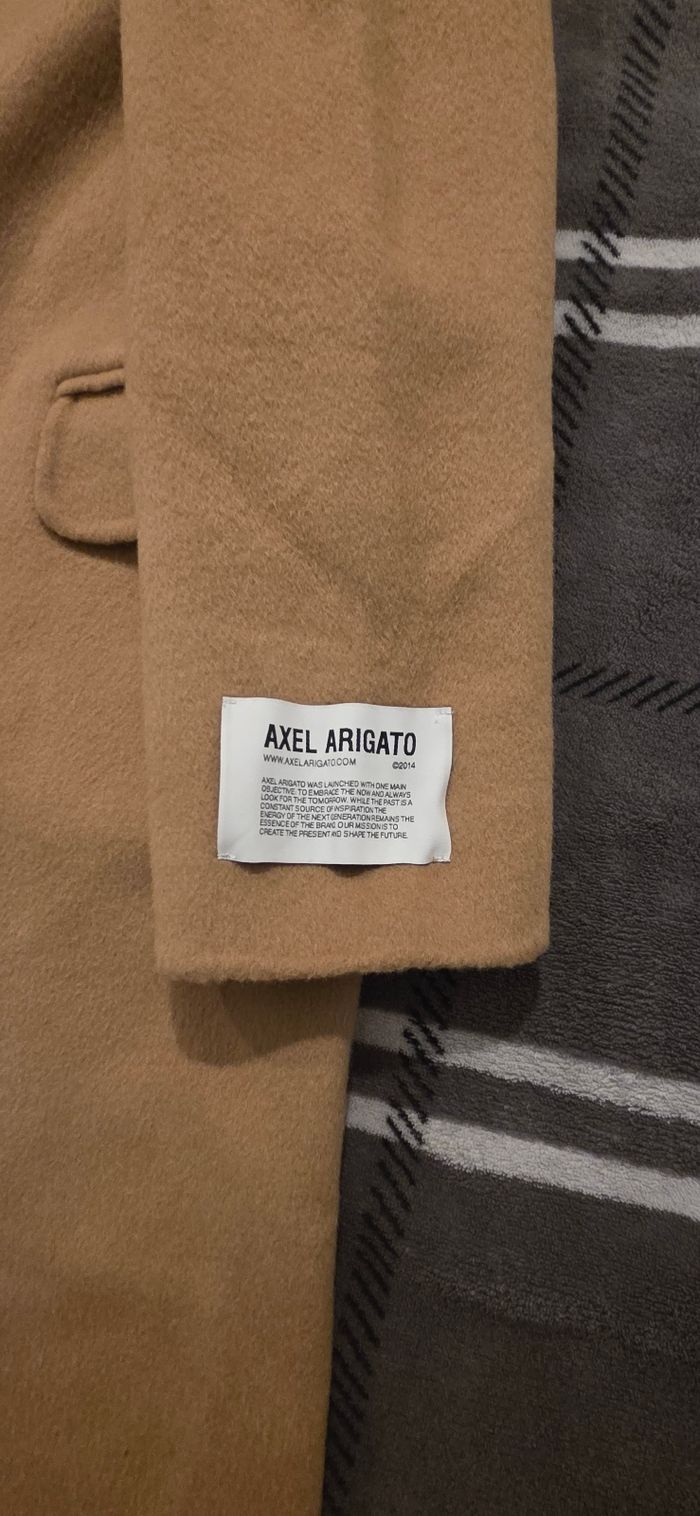 AXEL ARIGATO
WWW.AXELARIGATO.COM ©2014
AXEL ARIGATO WAS LAUNCHED WITH ONE MAIN
OBJECTIVE: TO EMBRACE THE NOW AND ALWAYS
LOOK FOR THE TOMORROW. WHILE THE PAST IS A
CONSTANT SOURCE OF INSPIRATION THE
ENERGY OF THE NEXT GENERATION REMAINS THE
ESSENCE OF THE BRAND. OUR MISSION IS TO
CREATE THE PRESENT AND SHAPE THE FUTURE.